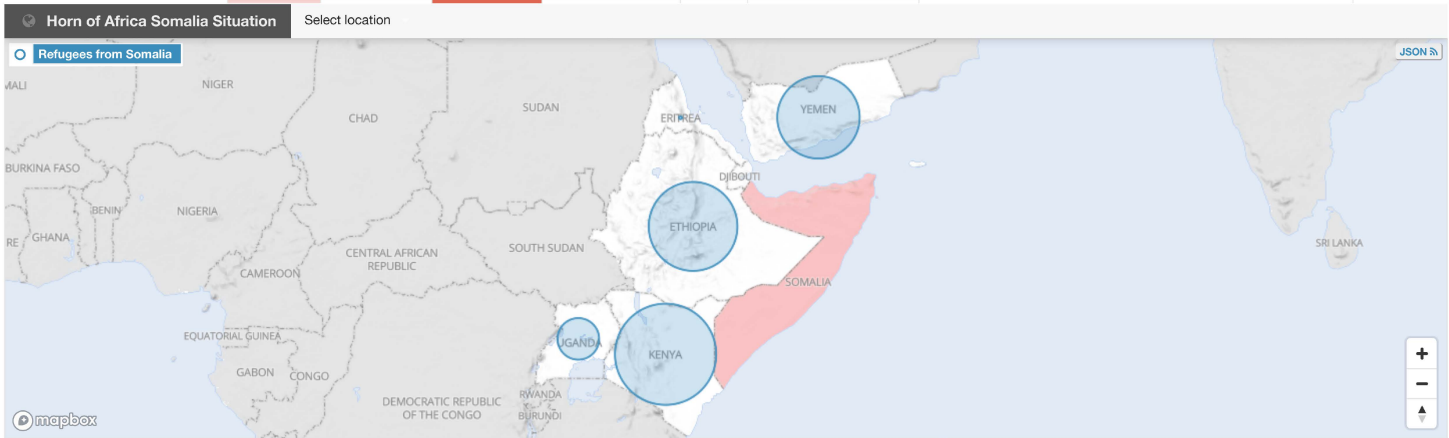 Horn of Africa Somalia Situation
Select location
Refugees from Somalia
JSON
MALI
NIGER
CHAD
SUDAN
ERITREA
YEMEN
BURKINA FASO
DJIBOUTI
BENIN
NIGERIA
GHANA
RE
ETHIOPIA
SOUTH SUDAN
CENTRAL AFRICAN
REPUBLIC
CAMEROON
SRI LANKA
SOMALIA
EQUATORIAL GUINEA
UGANDA
KENYA
GABON
CONGO
RWANDA
DEMOCRATIC REPUBLIC
OF THE CONGO
BURUNDI
mapbox